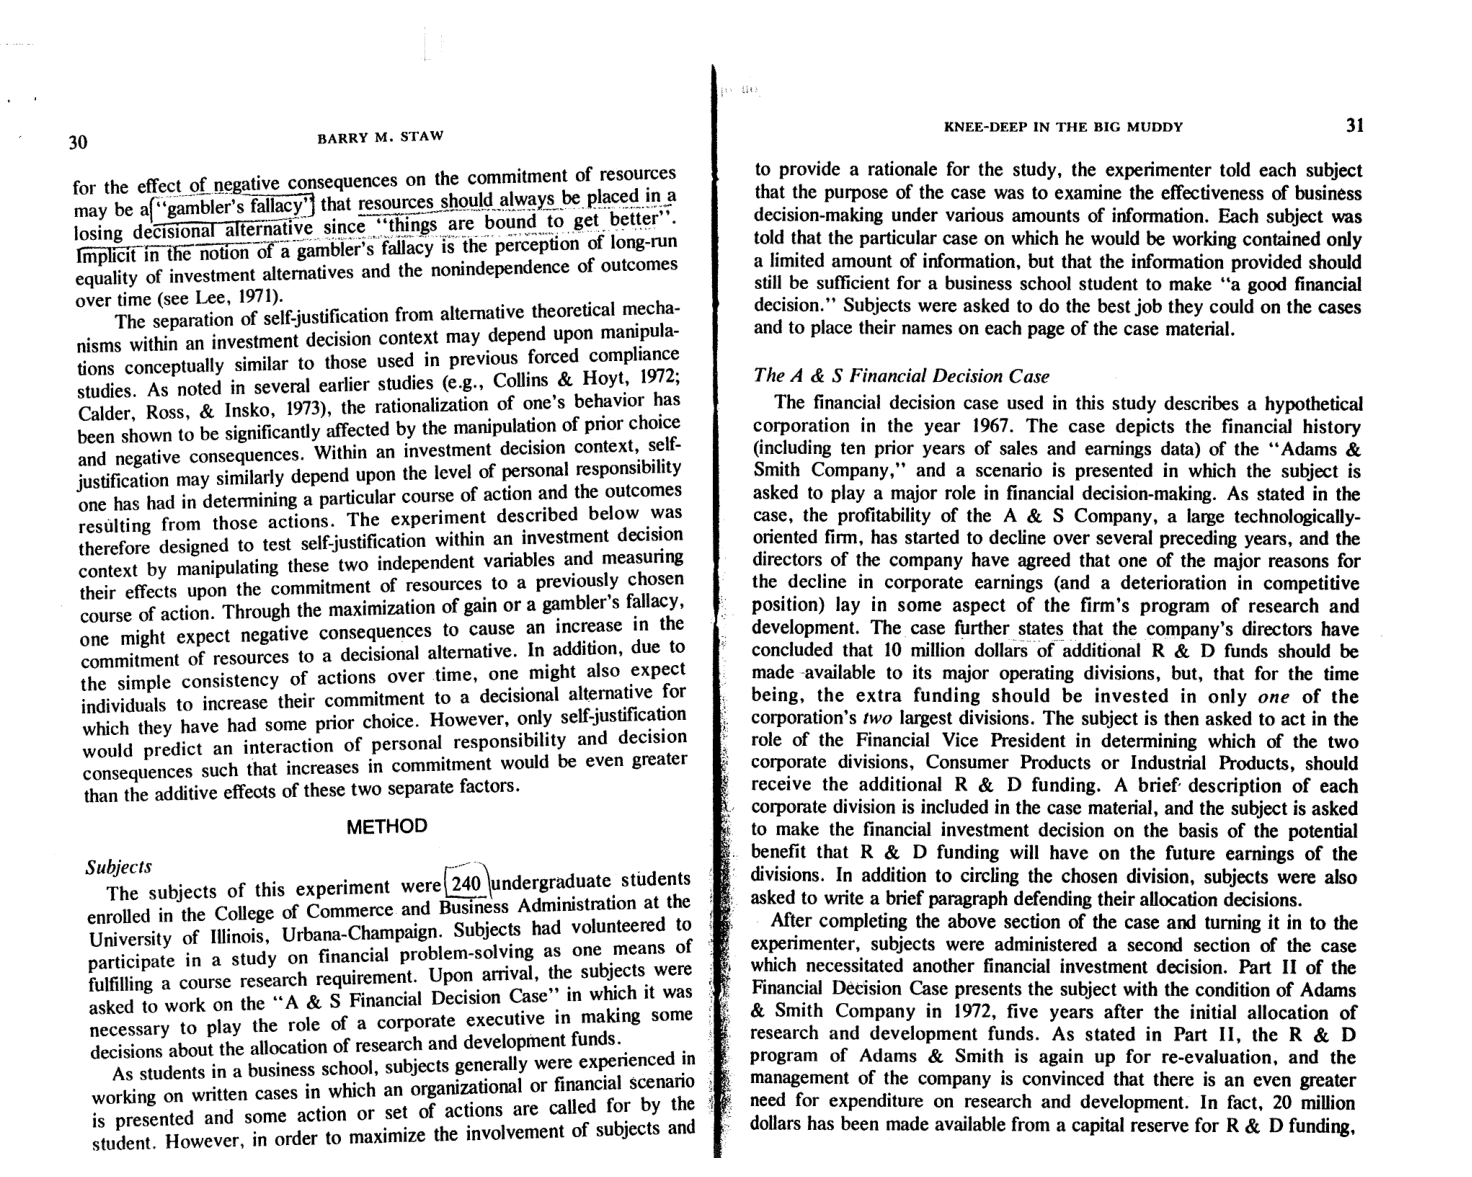 30
BARRY M. STAW
for the effect of negative consequences on the commitment of resources
may be a "gambler's fallacy" that resources should always be placed in a
losing decisional alternative since "things are bound to get better".
Implicit in the notion of a gambler's fallacy is the perception of long-run
equality of investment alternatives and the nonindependence of outcomes
over time (see Lee, 1971).
The separation of self-justification from alternative theoretical mecha-
nisms within an investment decision context may depend upon manipula-
tions conceptually similar to those used in previous forced compliance
studies. As noted in several earlier studies (e.g., Collins & Hoyt, 1972;
Calder, Ross, & Insko, 1973), the rationalization of one's behavior has
been shown to be significantly affected by the manipulation of prior choice
and negative consequences. Within an investment decision context, self-
justification may similarly depend upon the level of personal responsibility
one has had in determining a particular course of action and the outcomes
resulting from those actions. The experiment described below was
therefore designed to test self-justification within an investment decision
context by manipulating these two independent variables and measuring
their effects upon the commitment of resources to a previously chosen
course of action. Through the maximization of gain or a gambler's fallacy,
one might expect negative consequences to cause an increase in the
commitment of resources to a decisional alternative. In addition, due to
the simple consistency of actions over time, one might also expect
individuals to increase their commitment to a decisional alternative for
which they have had some prior choice. However, only self-justification
would predict an interaction of personal responsibility and decision
consequences such that increases in commitment would be even greater
than the additive effects of these two separate factors.
METHOD
Subjects
The subjects of this experiment were 240 undergraduate students
enrolled in the College of Commerce and Business Administration at the
University of Illinois, Urbana-Champaign. Subjects had volunteered to
participate in a study on financial problem-solving as one means of
fulfilling a course research requirement. Upon arrival, the subjects were
asked to work on the "A & S Financial Decision Case" in which it was
necessary to play the role of a corporate executive in making some
decisions about the allocation of research and development funds.
As students in a business school, subjects generally were experienced in
working on written cases in which an organizational or financial scenario
is presented and some action or set of actions are called for by the
student. However, in order to maximize the involvement of subjects and
KNEE-DEEP IN THE BIG MUDDY
31
to provide a rationale for the study, the experimenter told each subject
that the purpose of the case was to examine the effectiveness of business
decision-making under various amounts of information. Each subject was
told that the particular case on which he would be working contained only
a limited amount of information, but that the information provided should
still be sufficient for a business school student to make "a good financial
decision." Subjects were asked to do the best job they could on the cases
and to place their names on each page of the case material.
The A & S Financial Decision Case
The financial decision case used in this study describes a hypothetical
corporation in the year 1967. The case depicts the financial history
(including ten prior years of sales and earnings data) of the "Adams &
Smith Company," and a scenario is presented in which the subject is
asked to play a major role in financial decision-making. As stated in the
case, the profitability of the A & S Company, a large technologically-
oriented firm, has started to decline over several preceding years, and the
directors of the company have agreed that one of the major reasons for
the decline in corporate earnings (and a deterioration in competitive
position) lay in some aspect of the firm's program of research and
development. The case further states that the company's directors have
concluded that 10 million dollars of additional R & D funds should be
made available to its major operating divisions, but, that for the time
being, the extra funding should be invested in only one of the
corporation's two largest divisions. The subject is then asked to act in the
role of the Financial Vice President in determining which of the two
corporate divisions, Consumer Products or Industrial Products, should
receive the additional R & D funding. A brief description of each
corporate division is included in the case material, and the subject is asked
to make the financial investment decision on the basis of the potential
benefit that R & D funding will have on the future earnings of the
divisions. In addition to circling the chosen division, subjects were also
asked to write a brief paragraph defending their allocation decisions.
After completing the above section of the case and turning it in to the
experimenter, subjects were administered a second section of the case
which necessitated another financial investment decision. Part II of the
Financial Decision Case presents the subject with the condition of Adams
& Smith Company in 1972, five years after the initial allocation of
research and development funds. As stated in Part II, the R & D
program of Adams & Smith is again up for re-evaluation, and the
management of the company is convinced that there is an even greater
need for expenditure on research and development. In fact, 20 million
dollars has been made available from a capital reserve for R & D funding,